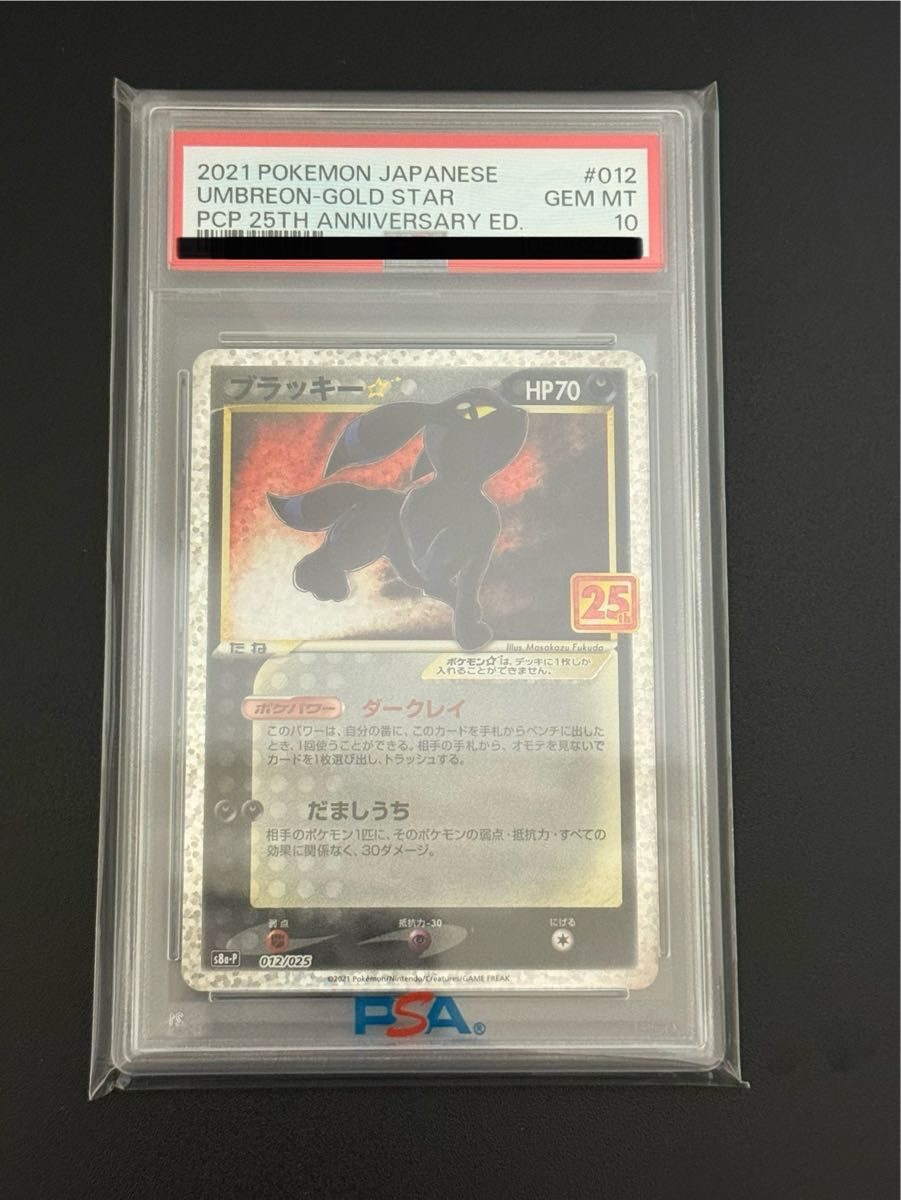 2021 POKEMON JAPANESE #012
UMBREON-GOLD STAR GEM MT
PCP 25TH ANNIVERSARY ED. 10
ブラッキー☆ HP70
25th
たね
Illus. Masakazu Fukuda
ポケモン☆は、デッキに1枚しか
入れることができません。
ポケパワー ダークレイ
このパワーは、自分の番に、このカードを手札からベンチに出した
とき、1回使うことができる。相手の手札から、オモテを見ないで
カードを1枚選び出し、トラッシュする。
だましうち
相手のポケモン1匹に、そのポケモンの弱点・抵抗力・すべての
効果に関係なく、30ダメージ。
弱点 抵抗力-30 にげる
s8a-P 012/025
©2021 Pokémon/Nintendo/Creatures/GAME FREAK
PSA®